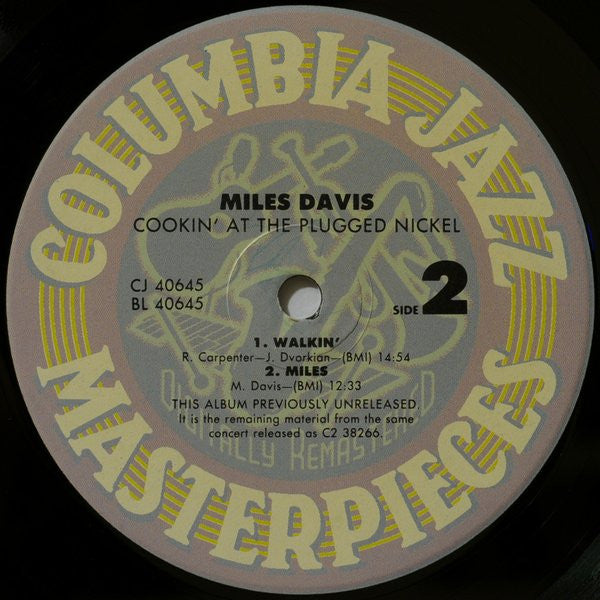 COLUMBIA JAZZ
MILES DAVIS
COOKIN' AT THE PLUGGED NICKEL
CJ 40645
BL 40645
SIDE 2
1. WALKIN'
R. Carpenter—J. Dvorkian—(BMI) 14:54
2. MILES
M. Davis—(BMI) 12:33
THIS ALBUM PREVIOUSLY UNRELEASED.
It is the remaining material from the same
concert released as C2 38266.
DIGITALLY REMASTERED
MASTERPIECES